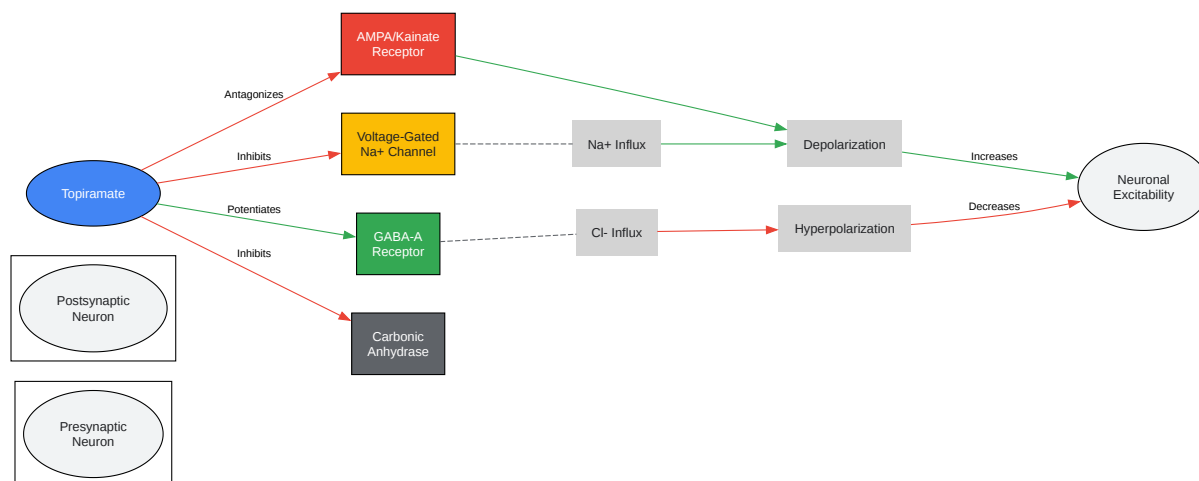 AMPA/Kainate
Receptor
Antagonizes
Voltage-Gated
Na+ Channel
Na+ Influx
Depolarization
Inhibits
Increases
Topiramate
Neuronal
Excitability
Potentiates
Decreases
GABA-A
Receptor
Cl- Influx
Hyperpolarization
Inhibits
Postsynaptic
Neuron
Carbonic
Anhydrase
Presynaptic
Neuron